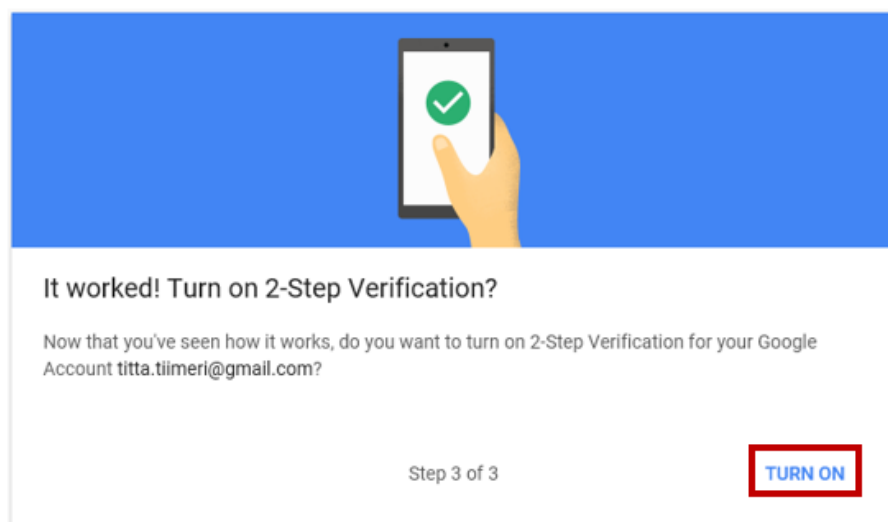 It worked! Turn on 2-Step Verification?
Now that you've seen how it works, do you want to turn on 2-Step Verification for your Google
Account titta.tiimeri@gmail.com?
Step 3 of 3
TURN ON